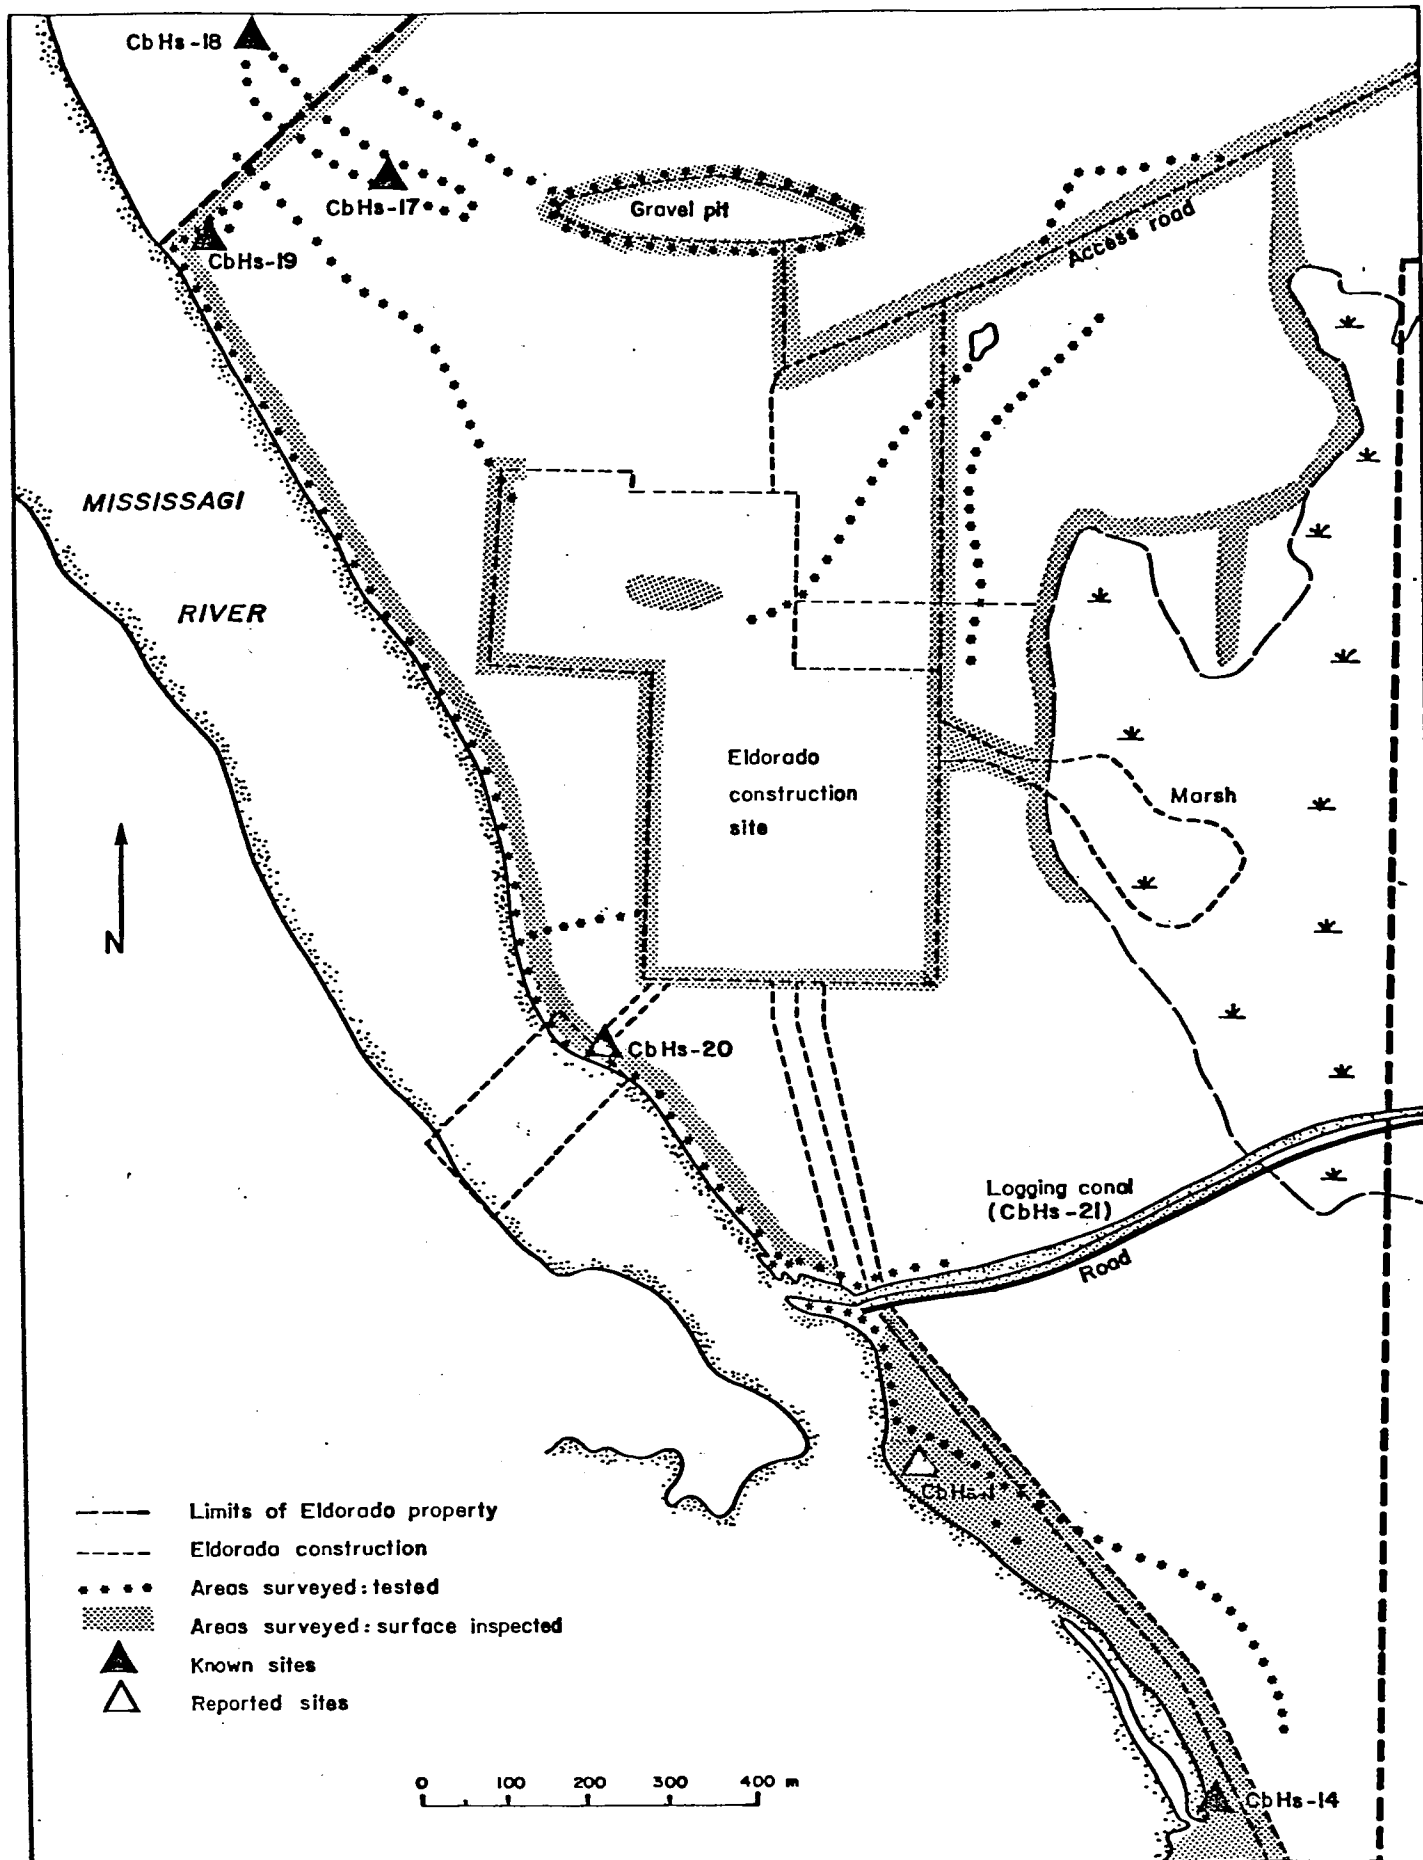 CbHs-18
CbHs-17
CbHs-19
Gravel pit
Access road
MISSISSAGI
RIVER
Eldorado
construction
site
Marsh
N
CbHs-20
Logging canal
(CbHs-21)
Road
CbHs-1
Limits of Eldorado property
Eldorado construction
Areas surveyed: tested
Areas surveyed: surface inspected
Known sites
Reported sites
0 100 200 300 400 m
CbHs-14